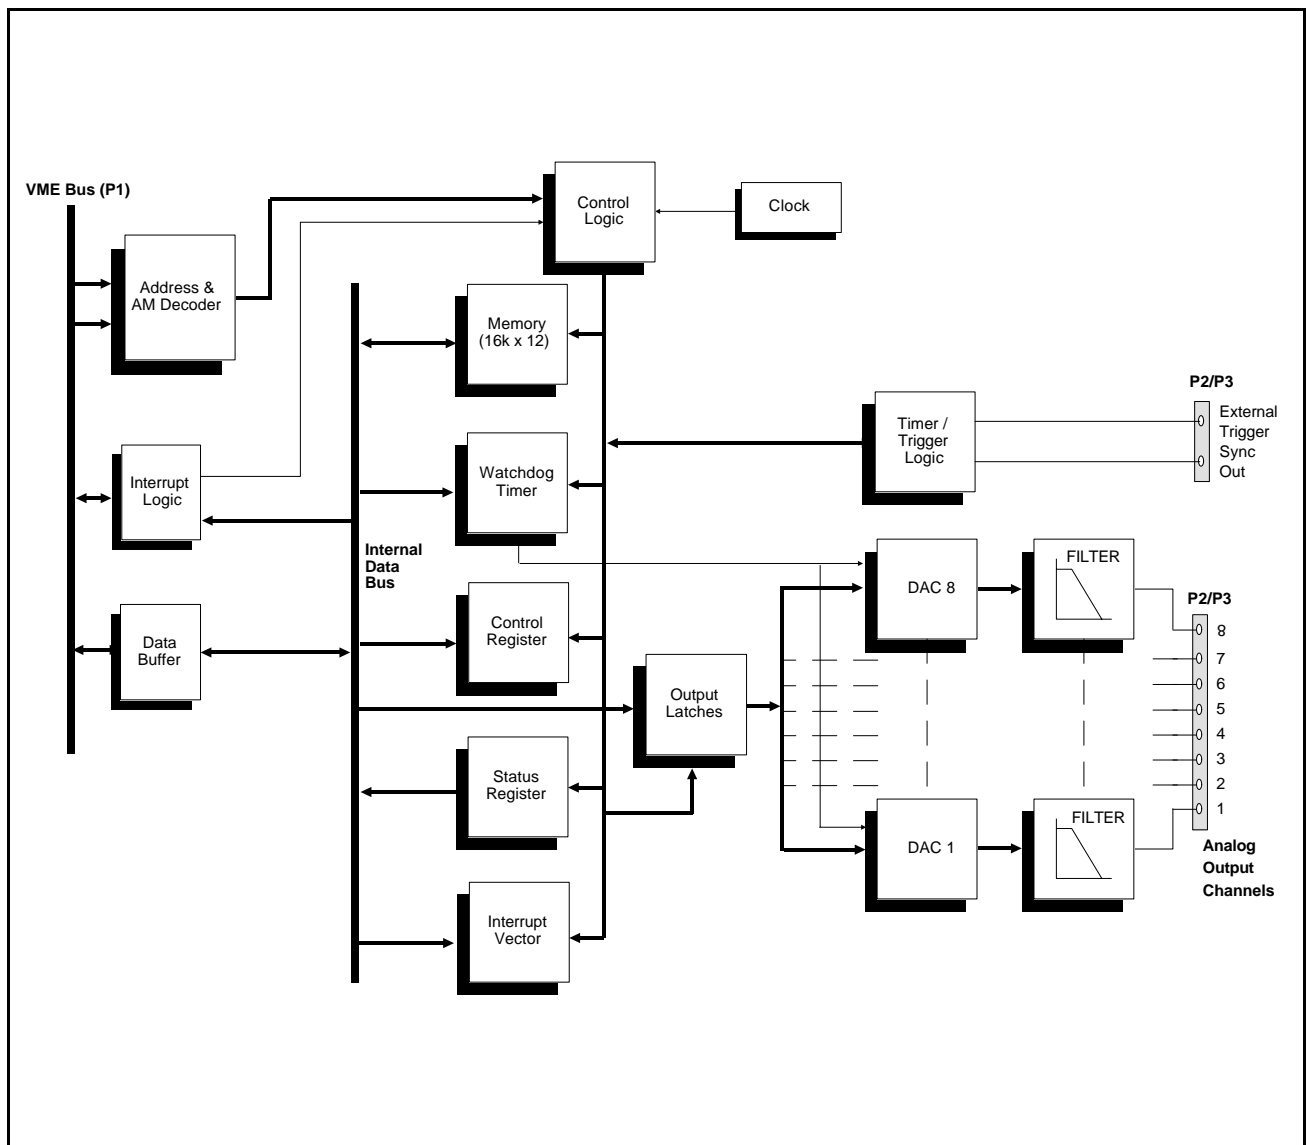 VME Bus (P1)
Control
Logic
Clock
Address &
AM Decoder
Memory
(16k x 12)
P2/P3
External
Trigger
Sync
Out
Timer /
Trigger
Logic
Watchdog
Timer
Interrupt
Logic
Internal
Data
Bus
DAC 8
FILTER
Control
Register
Data
Buffer
P2/P3
8
7
6
5
4
3
2
1
Output
Latches
Status
Register
DAC 1
FILTER
Analog
Output
Channels
Interrupt
Vector